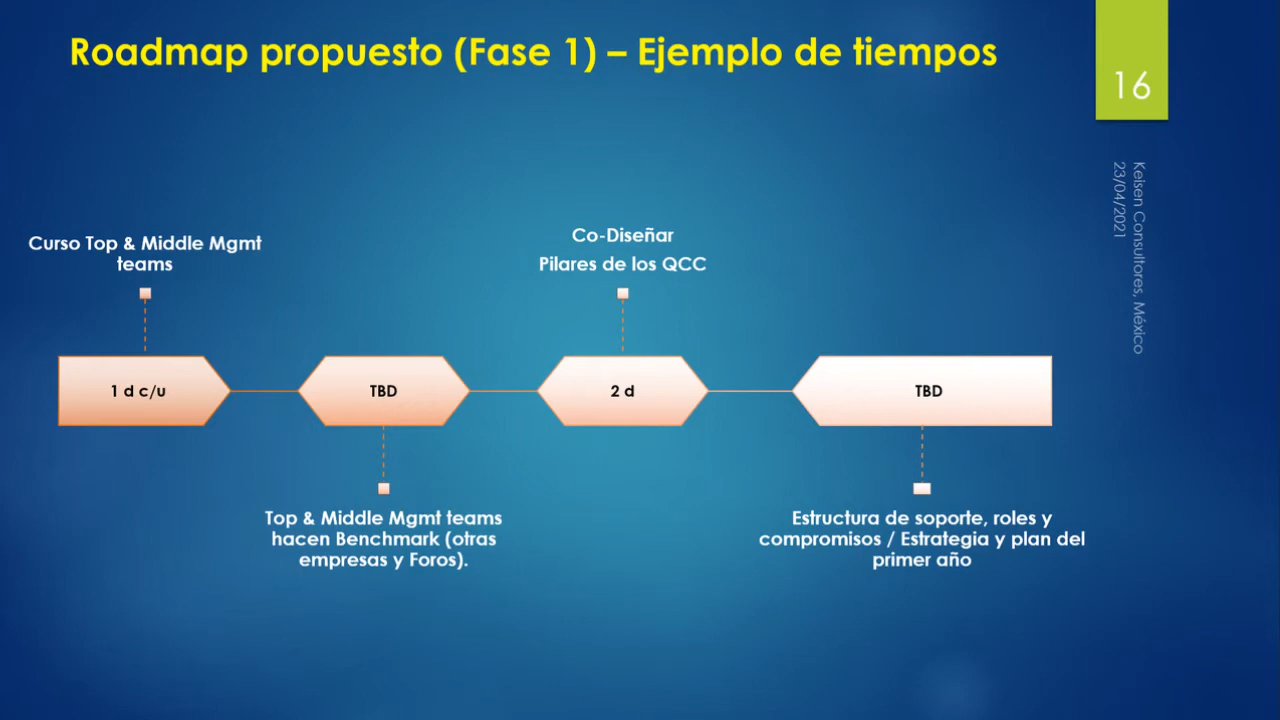 Roadmap propuesto (Fase 1) – Ejemplo de tiempos
16
Keisen Consultores, México
23/04/2021
Curso Top & Middle Mgmt
teams
Co-Diseñar
Pilares de los QCC
1 d c/u
TBD
2 d
TBD
Top & Middle Mgmt teams
hacen Benchmark (otras
empresas y Foros).
Estructura de soporte, roles y
compromisos / Estrategia y plan del
primer año